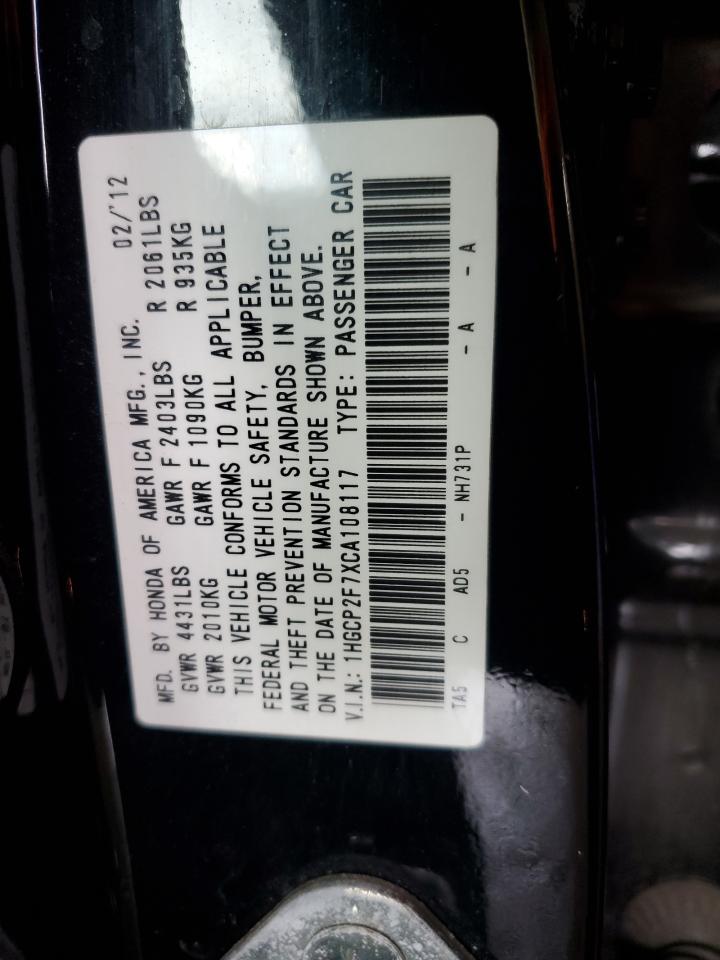 MFD. BY HONDA OF AMERICA MFG., INC. 02/'12
GVWR 4431LBS GAWR F 2403LBS R 2061LBS
GVWR 2010KG GAWR F 1090KG R 935KG
THIS VEHICLE CONFORMS TO ALL APPLICABLE
FEDERAL MOTOR VEHICLE SAFETY, BUMPER,
AND THEFT PREVENTION STANDARDS IN EFFECT
ON THE DATE OF MANUFACTURE SHOWN ABOVE.
V.I.N.: 1HGCP2F7XCA108117 TYPE: PASSENGER CAR
TA5 C AD5 - NH731P - A - A